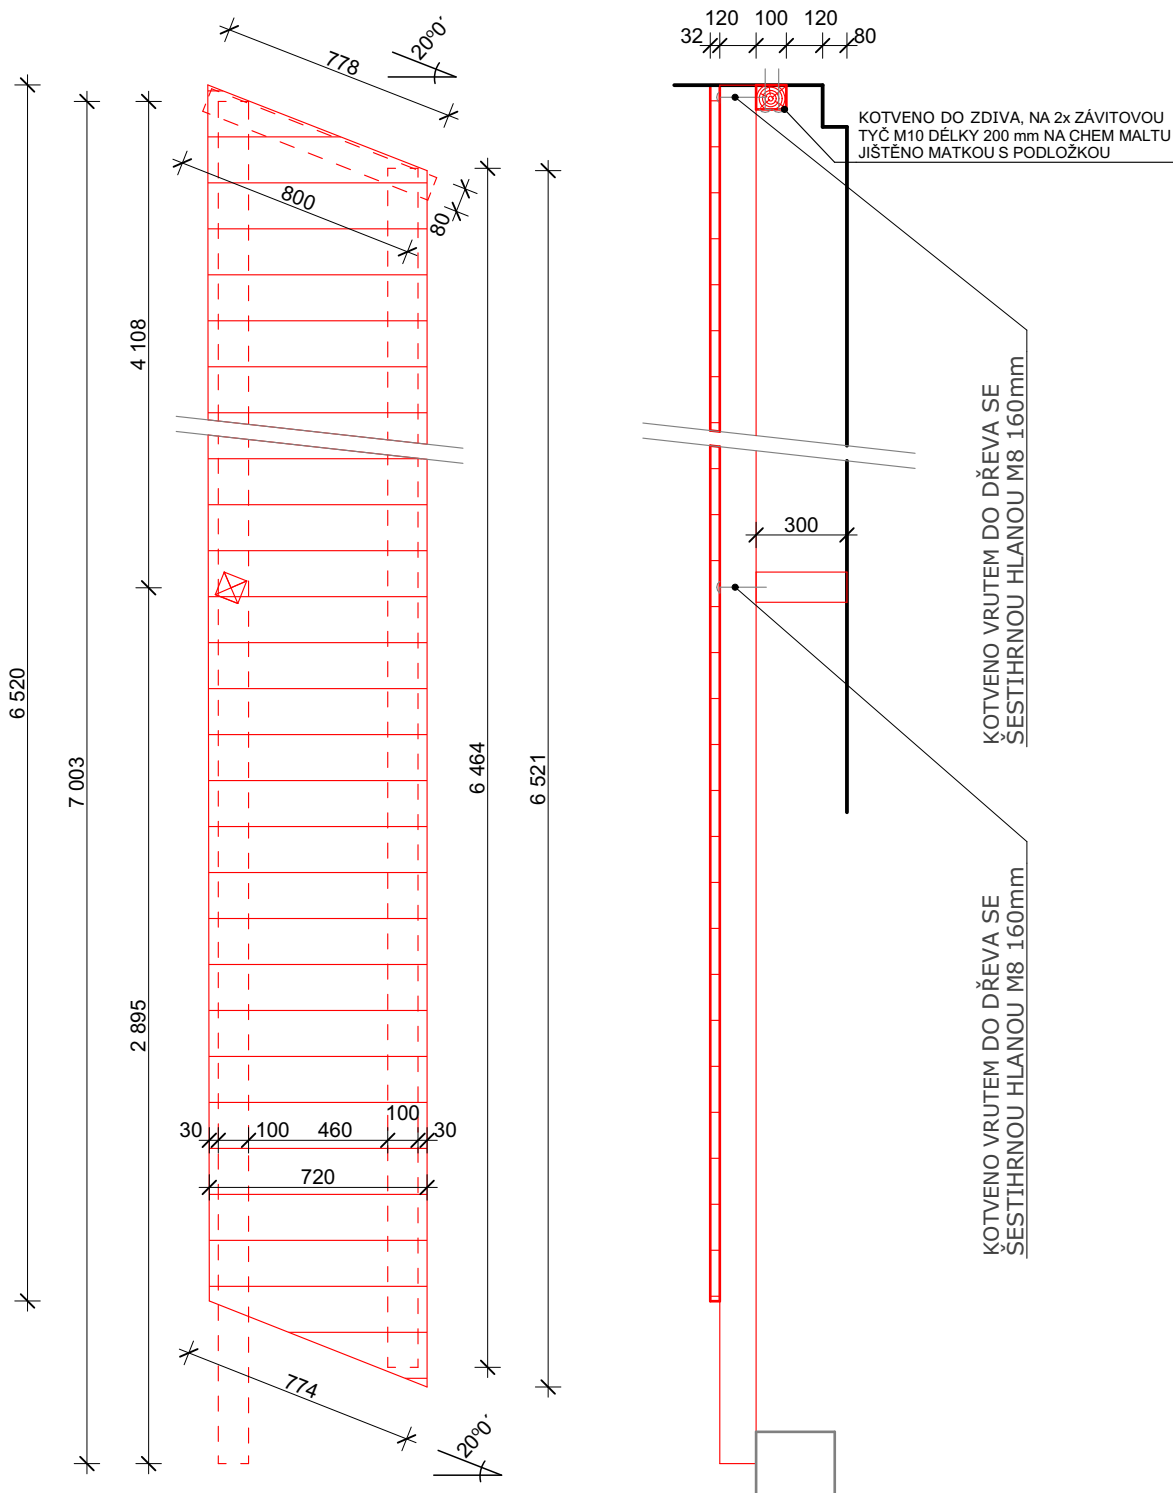 778
20°0'
6 520
7 003
4 108
2 895
800
80
6 464
6 521
30
100
460
100
30
720
774
20°0'
120 100 120
32
80
KOTVENO DO ZDIVA, NA 2x ZÁVITOVOU
TYČ M10 DÉLKY 200 mm NA CHEM MALTU
JIŠTĚNO MATKOU S PODLOŽKOU
300
KOTVENO VRUTEM DO DŘEVA SE
ŠESTIHRNOU HLANOU M8 160mm
KOTVENO VRUTEM DO DŘEVA SE
ŠESTIHRNOU HLANOU M8 160mm